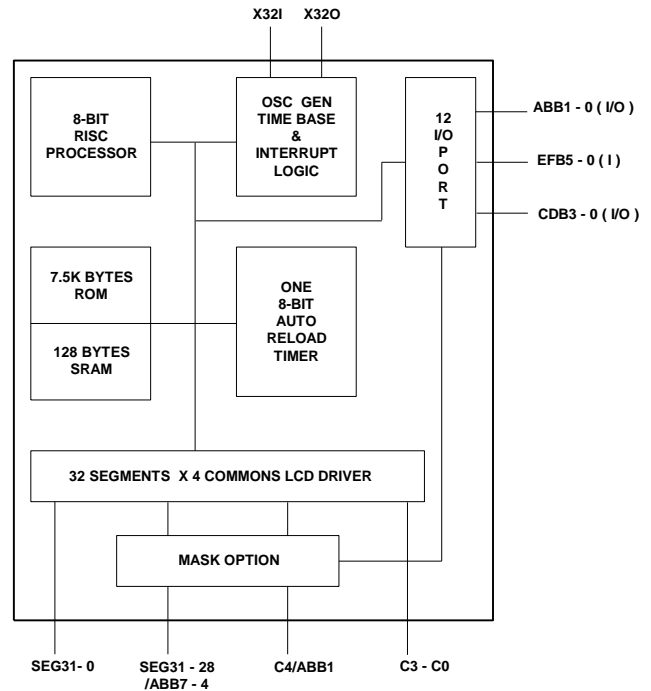 X32I X32O
8-BIT
RISC
PROCESSOR
OSC GEN
TIME BASE
&
INTERRUPT
LOGIC
12
I/O
P
O
R
T
ABB1 - 0 ( I/O )
EFB5 - 0 ( I )
CDB3 - 0 ( I/O )
7.5K BYTES
ROM
128 BYTES
SRAM
ONE
8-BIT
AUTO
RELOAD
TIMER
32 SEGMENTS X 4 COMMONS LCD DRIVER
MASK OPTION
SEG31- 0
SEG31 - 28
/ABB7 - 4
C4/ABB1
C3 - C0